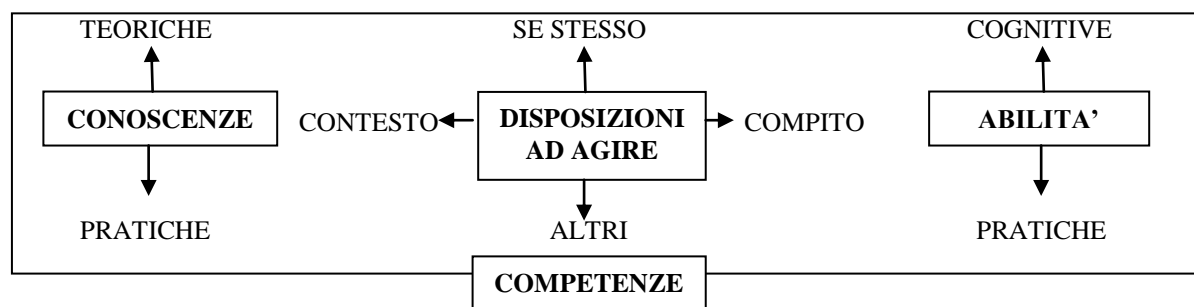 TEORICHE SE STESSO COGNITIVE
CONOSCENZE CONTESTO DISPOSIZIONI COMPITO ABILITA’
AD AGIRE
PRATICHE ALTRI PRATICHE
COMPETENZE